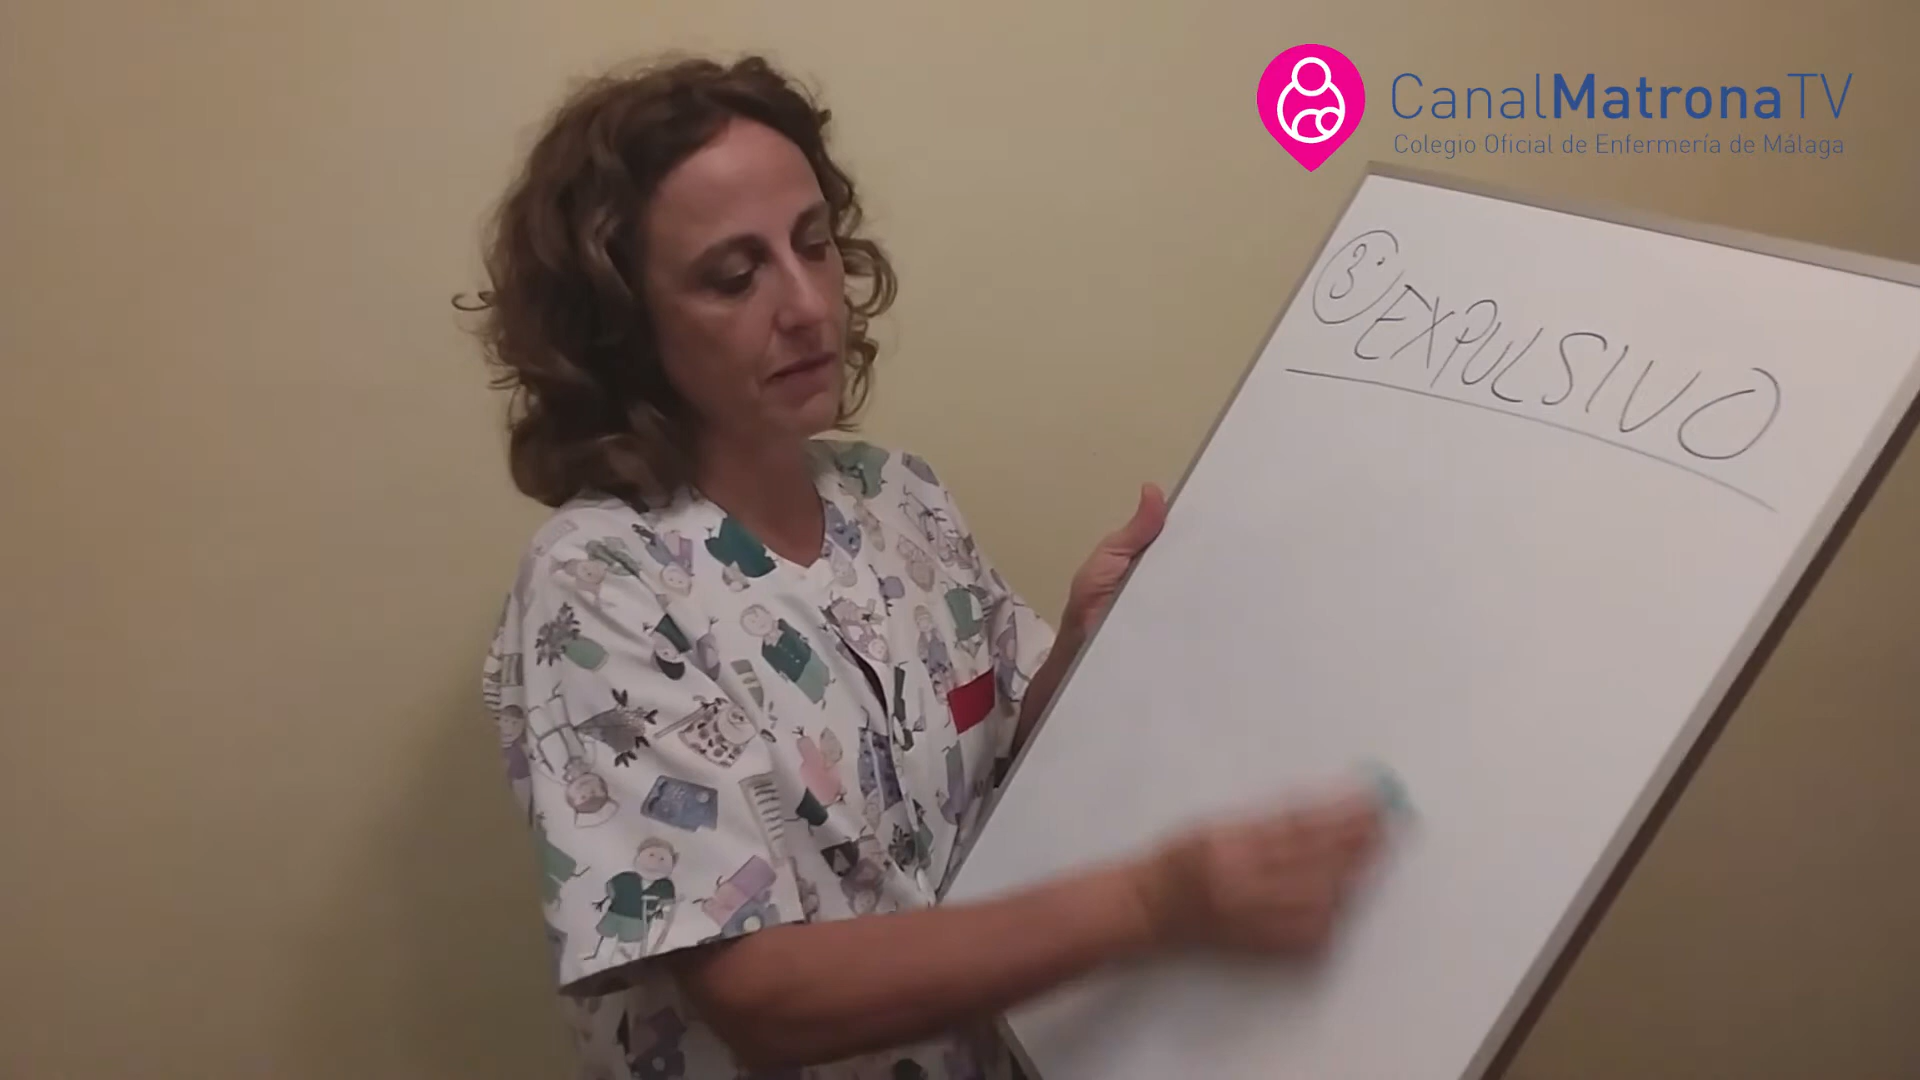 CanalMatronaTV
Colegio Oficial de Enfermería de Málaga
3º EXPULSIVO